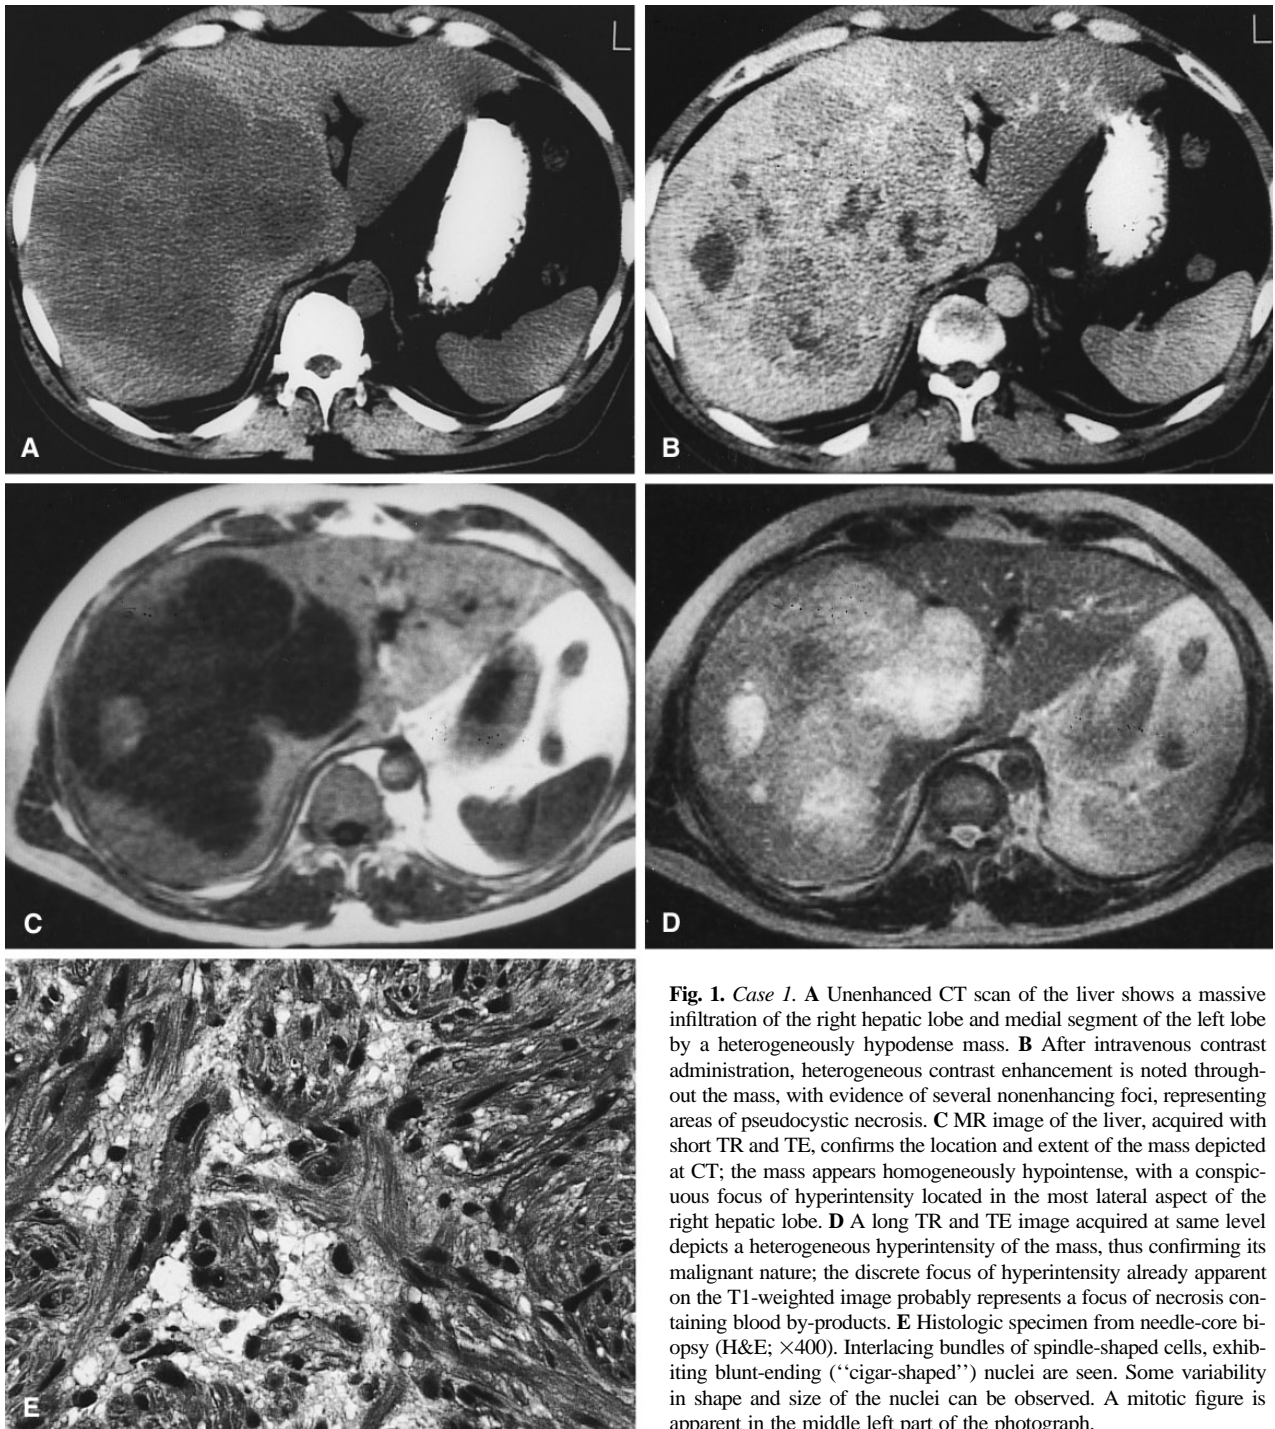 A
B
C
D
E
Fig. 1. Case 1. A Unenhanced CT scan of the liver shows a massive
infiltration of the right hepatic lobe and medial segment of the left lobe
by a heterogeneously hypodense mass. B After intravenous contrast
administration, heterogeneous contrast enhancement is noted through-
out the mass, with evidence of several nonenhancing foci, representing
areas of pseudocystic necrosis. C MR image of the liver, acquired with
short TR and TE, confirms the location and extent of the mass depicted
at CT; the mass appears homogeneously hypointense, with a conspic-
uous focus of hyperintensity located in the most lateral aspect of the
right hepatic lobe. D A long TR and TE image acquired at same level
depicts a heterogeneous hyperintensity of the mass, thus confirming its
malignant nature; the discrete focus of hyperintensity already apparent
on the T1-weighted image probably represents a focus of necrosis con-
taining blood by-products. E Histologic specimen from needle-core bi-
opsy (H&E; ×400). Interlacing bundles of spindle-shaped cells, exhib-
iting blunt-ending (‘‘cigar-shaped’’) nuclei are seen. Some variability
in shape and size of the nuclei can be observed. A mitotic figure is
apparent in the middle left part of the photograph.